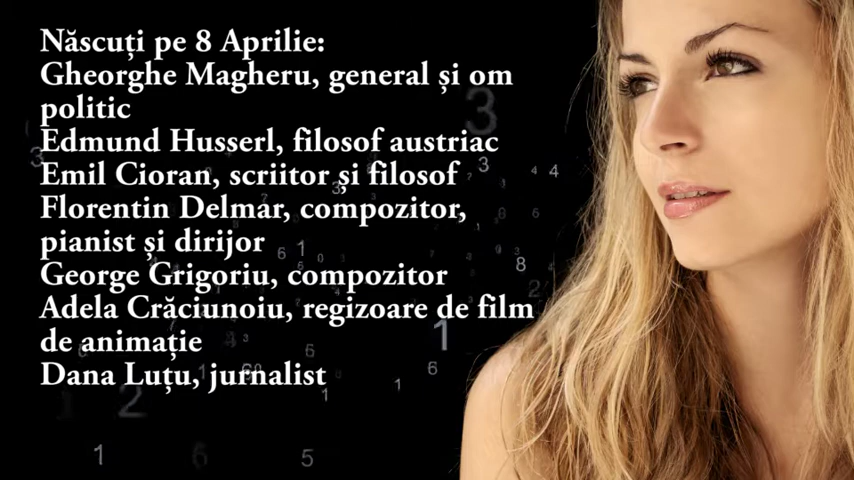 Născuți pe 8 Aprilie:
Gheorghe Magheru, general și om
politic
Edmund Husserl, filosof austriac
Emil Cioran, scriitor și filosof
Florentin Delmar, compozitor,
pianist și dirijor
George Grigoriu, compozitor
Adela Crăciunoiu, regizoare de film
de animație
Dana Luțu, jurnalist